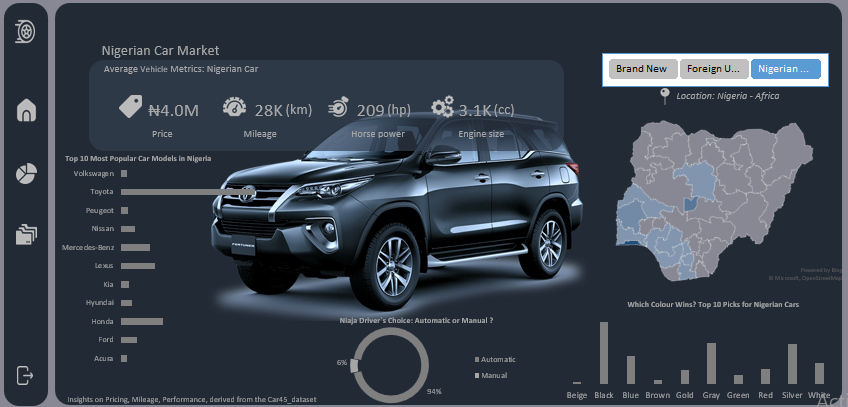 Nigerian Car Market
Average Vehicle Metrics: Nigerian Car
₦4.0M 28K (km) 209 (hp) 3.1K (cc)
Price Mileage Horse power Engine size
Brand New Foreign U... Nigerian ...
Location: Nigeria - Africa
Top 10 Most Popular Car Models in Nigeria
Volkswagen
Toyota
Peugeot
Nissan
Mercedes-Benz
Lexus
Kia
Hyundai
Honda
Ford
Acura
FORTUNER
Powered by Bing
© Microsoft, OpenStreetMap
Niaja Driver's Choice: Automatic or Manual ?
6%
94%
Automatic
Manual
Which Colour Wins? Top 10 Picks for Nigerian Cars
Beige Black Blue Brown Gold Gray Green Red Silver White
Insights on Pricing, Mileage, Performance, derived from the Car45_dataset
Acti